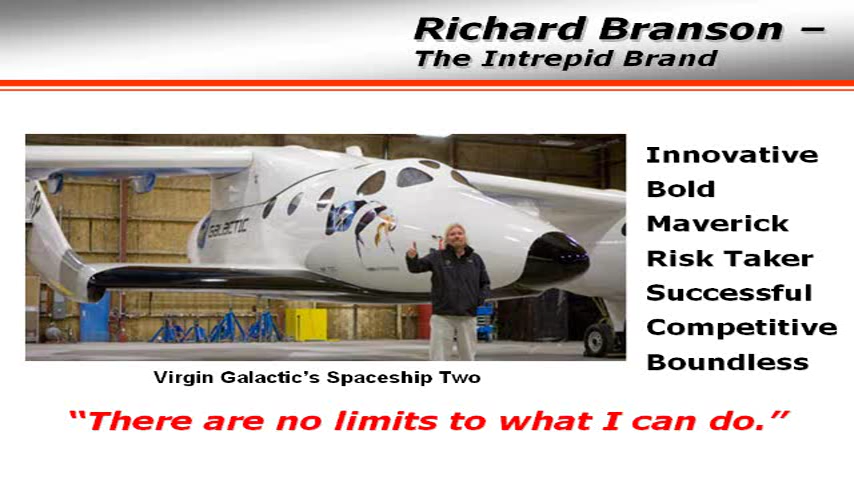 Richard Branson –
The Intrepid Brand
GALACTIC
Innovative
Bold
Maverick
Risk Taker
Successful
Competitive
Boundless
Virgin Galactic’s Spaceship Two
“There are no limits to what I can do.”